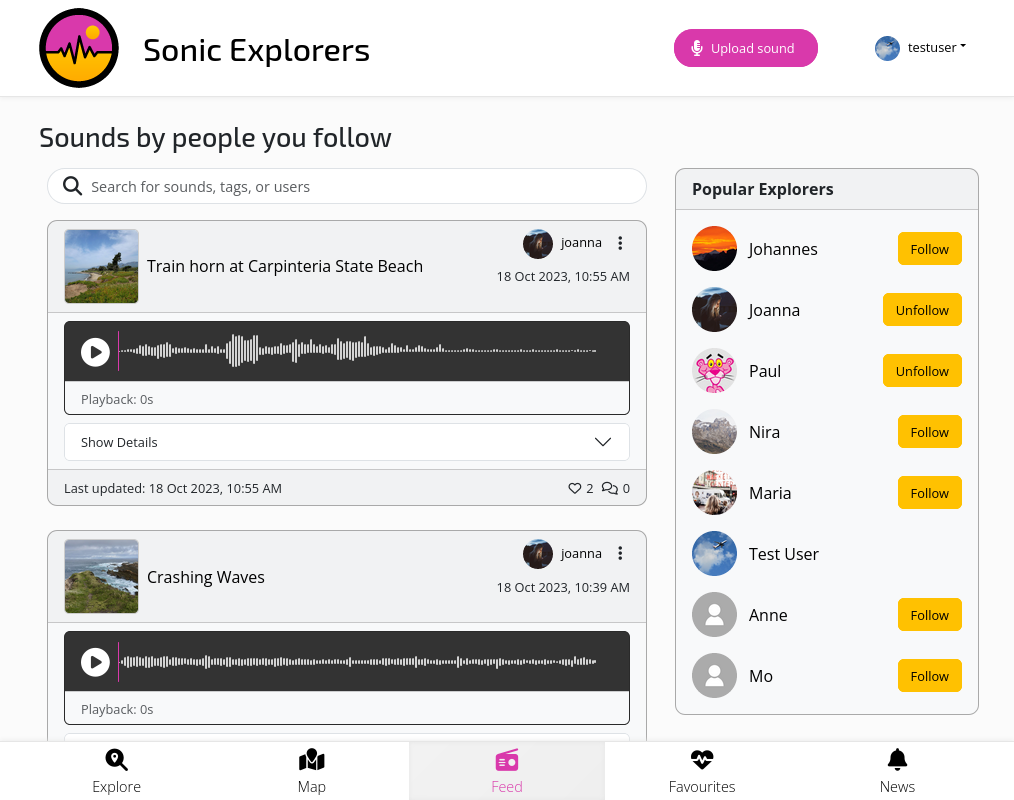 Sonic Explorers
Upload sound
testuser
Sounds by people you follow
Search for sounds, tags, or users
Train horn at Carpinteria State Beach
joanna
18 Oct 2023, 10:55 AM
Playback: 0s
Show Details
Last updated: 18 Oct 2023, 10:55 AM
2
0
Crashing Waves
joanna
18 Oct 2023, 10:39 AM
Playback: 0s
Popular Explorers
Johannes Follow
Joanna Unfollow
Paul Unfollow
Nira Follow
Maria Follow
Test User
Anne Follow
Mo Follow
Explore Map Feed Favourites News